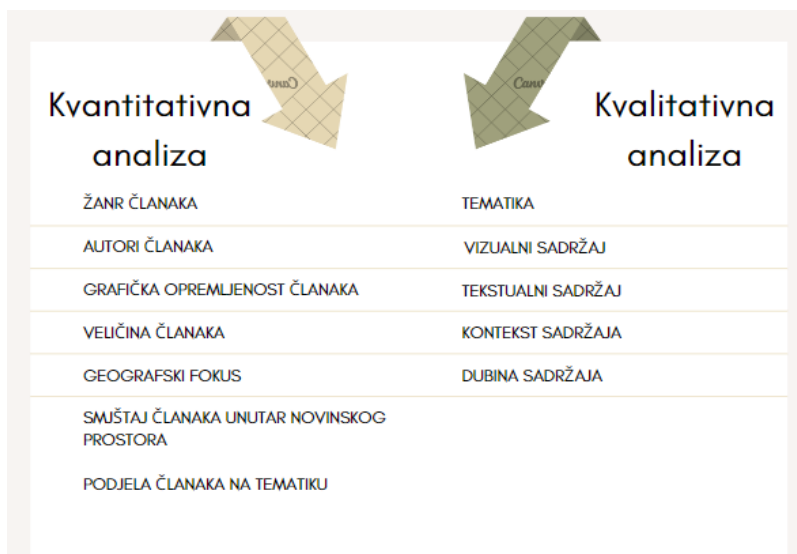 Kvantitativna
analiza
ŽANR ČLANAKA
AUTORI ČLANAKA
GRAFIČKA OPREMLJENOST ČLANAKA
VELIČINA ČLANAKA
GEOGRAFSKI FOKUS
SMJŠTAJ ČLANAKA UNUTAR NOVINSKOG
PROSTORA
PODJELA ČLANAKA NA TEMATIKU
Kvalitativna
analiza
TEMATIKA
VIZUALNI SADRŽAJ
TEKSTUALNI SADRŽAJ
KONTEKST SADRŽAJA
DUBINA SADRŽAJA